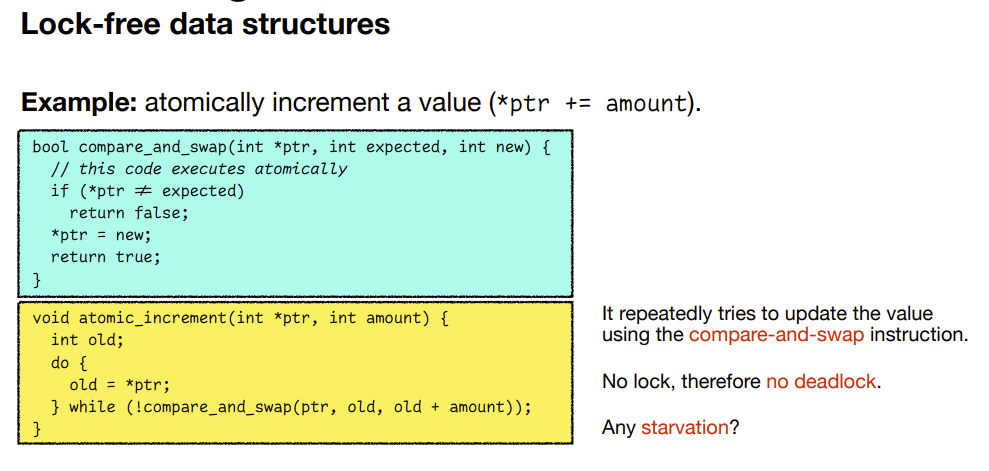 Lock-free data structures
Example: atomically increment a value (*ptr += amount).
bool compare_and_swap(int *ptr, int expected, int new) {
  // this code executes atomically
  if (*ptr ≠ expected)
    return false;
  *ptr = new;
  return true;
}
void atomic_increment(int *ptr, int amount) {
  int old;
  do {
    old = *ptr;
  } while (!compare_and_swap(ptr, old, old + amount));
}
It repeatedly tries to update the value
using the compare-and-swap instruction.
No lock, therefore no deadlock.
Any starvation?